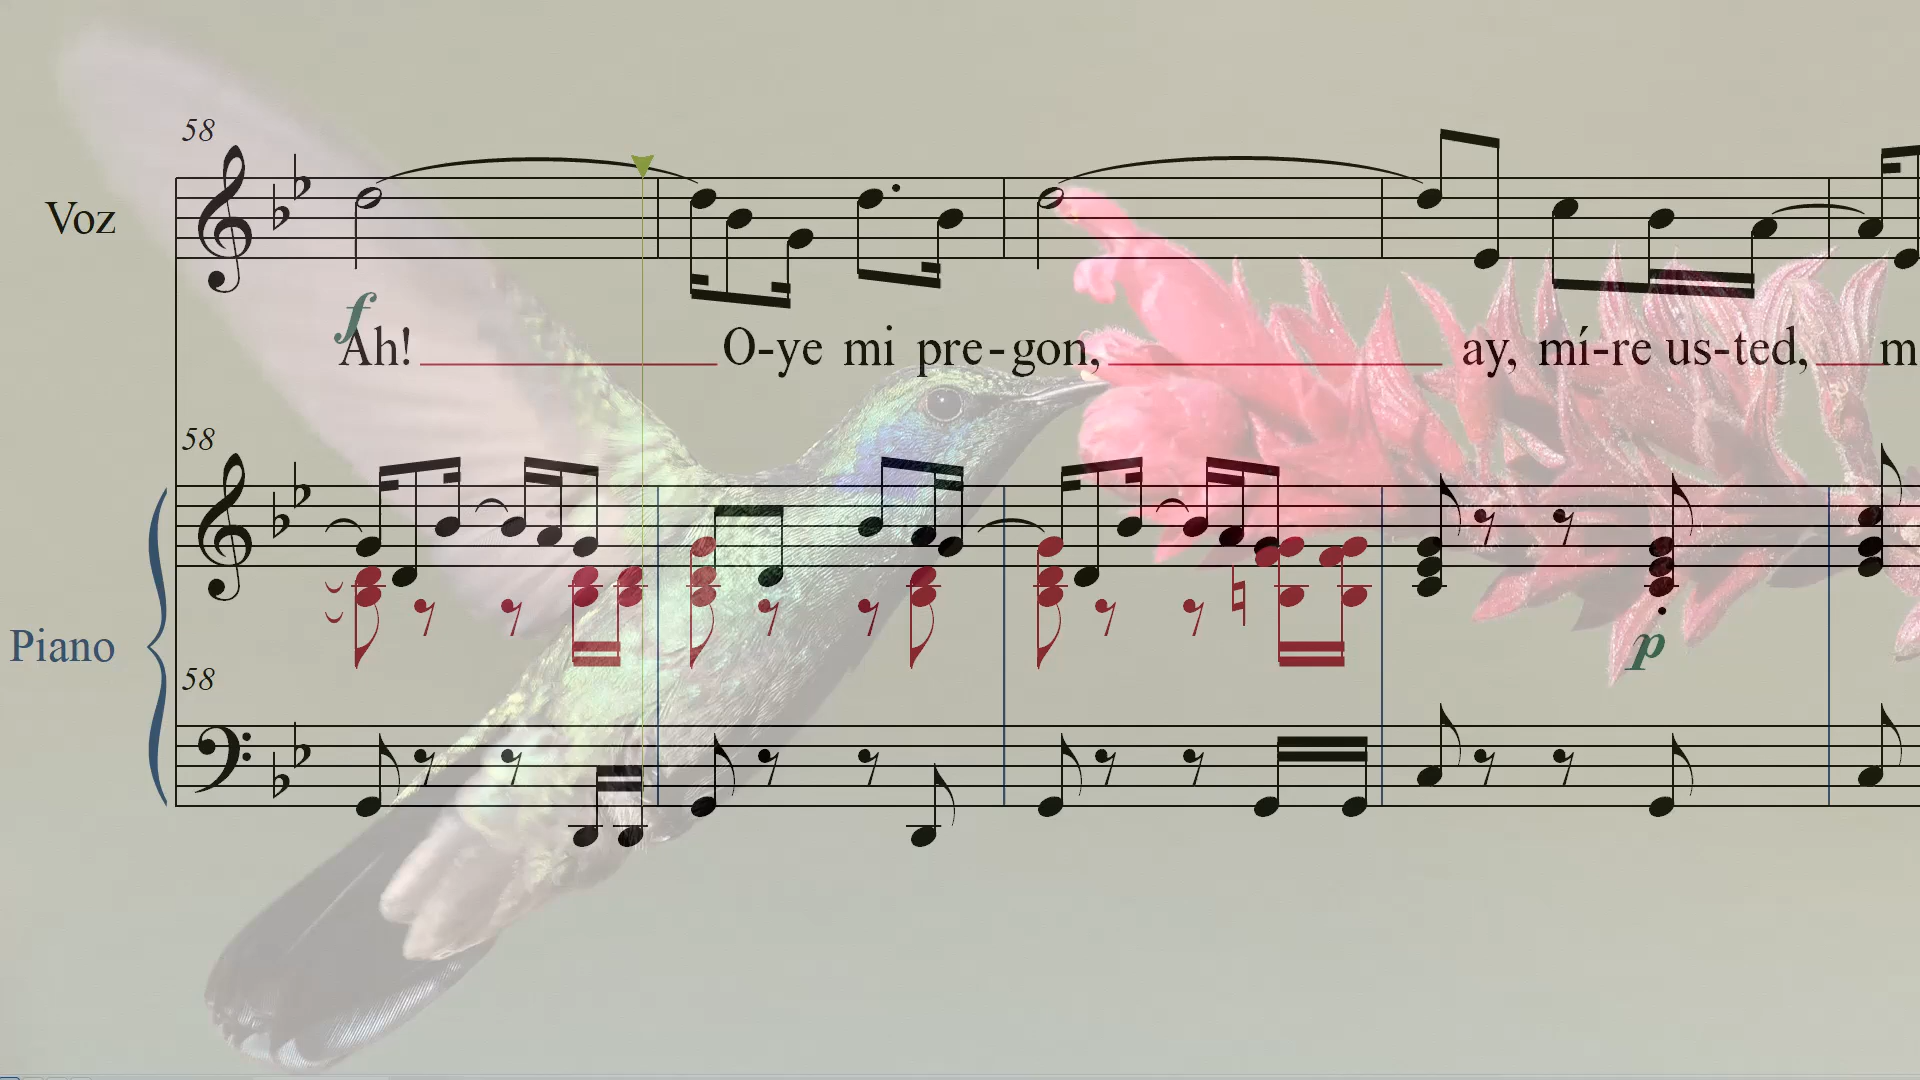 58
Voz
f
Ah! O-ye mi pre-gon, ay, mí-re us-ted, m
58
Piano
p
58